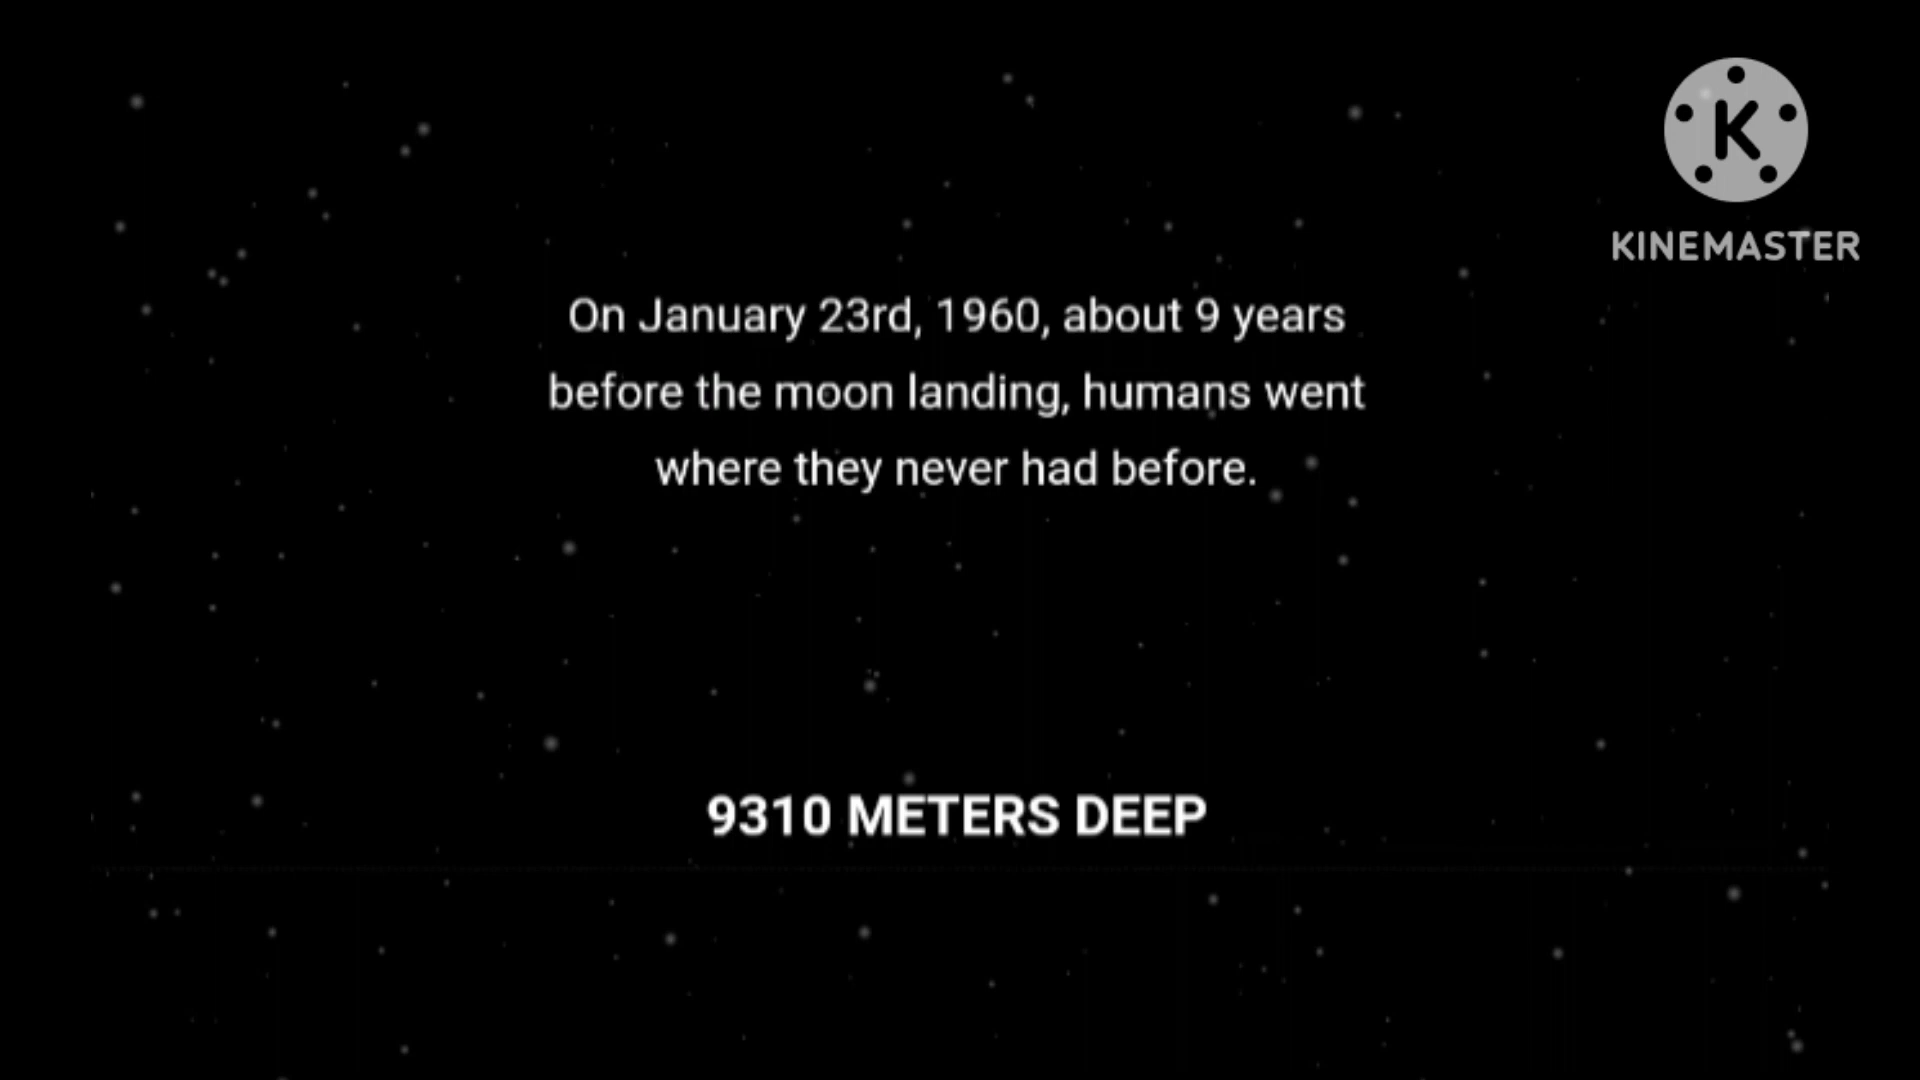 K
KINEMASTER
On January 23rd, 1960, about 9 years
before the moon landing, humans went
where they never had before.
9310 METERS DEEP